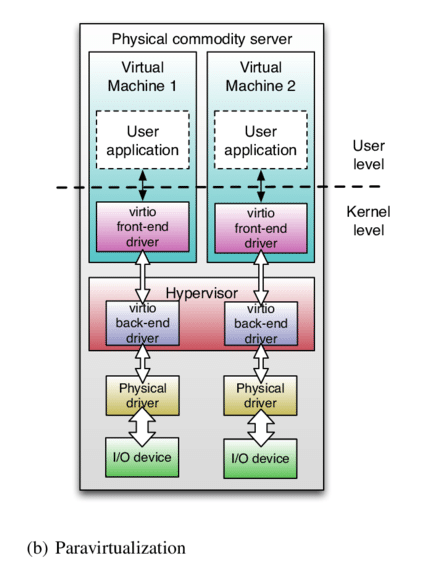 Physical commodity server
Virtual
Machine 1
Virtual
Machine 2
User
application
User
application
User
level
Kernel
level
virtio
front-end
driver
virtio
front-end
driver
Hypervisor
virtio
back-end
driver
virtio
back-end
driver
Physical
driver
Physical
driver
I/O device
I/O device
(b) Paravirtualization